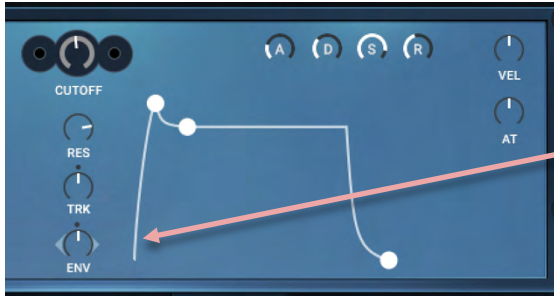 CUTOFF
RES
TRK
ENV
A D S R
VEL
AT